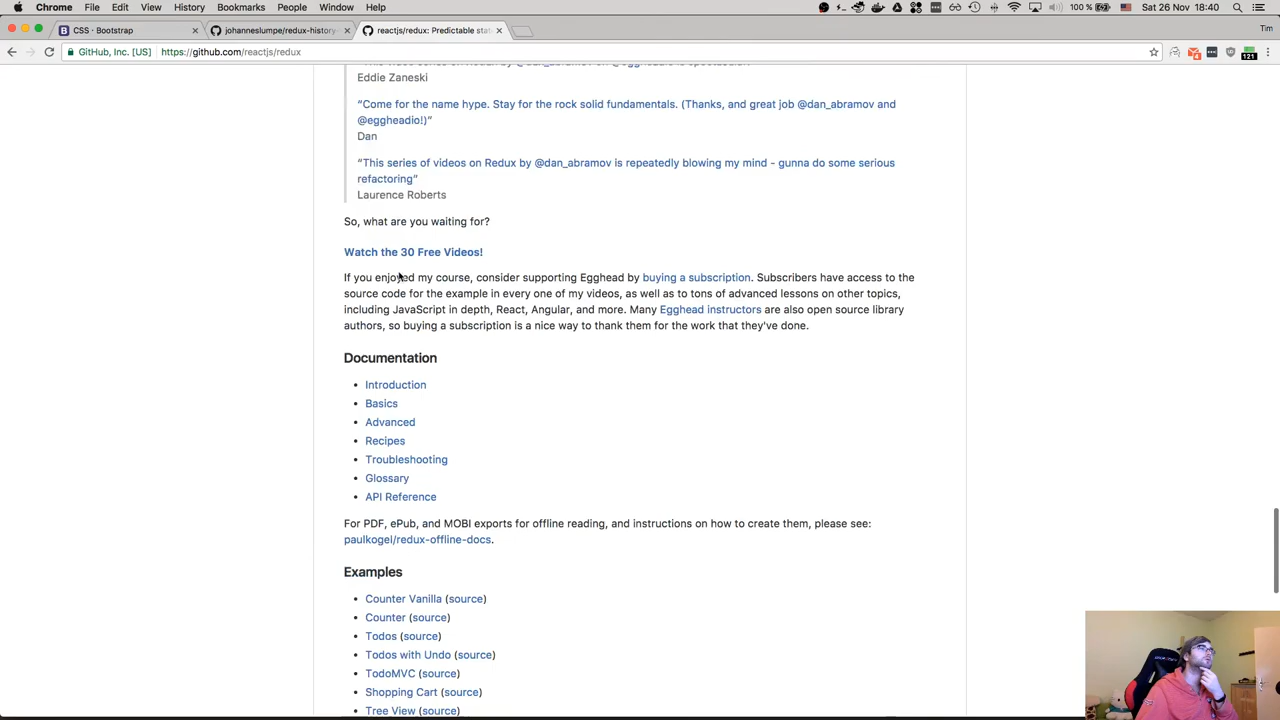 Chrome File Edit View History Bookmarks People Window Help 100 % Sat 26 Nov 18:40
CSS · Bootstrap johanneslumpe/redux-history- reactjs/redux: Predictable sta Tim
GitHub, Inc. [US] https://github.com/reactjs/redux 4 121
Eddie Zaneski
“Come for the name hype. Stay for the rock solid fundamentals. (Thanks, and great job @dan_abramov and
@eggheadio!)”
Dan
“This series of videos on Redux by @dan_abramov is repeatedly blowing my mind - gunna do some serious
refactoring”
Laurence Roberts
So, what are you waiting for?
Watch the 30 Free Videos!
If you enjoyed my course, consider supporting Egghead by buying a subscription. Subscribers have access to the
source code for the example in every one of my videos, as well as to tons of advanced lessons on other topics,
including JavaScript in depth, React, Angular, and more. Many Egghead instructors are also open source library
authors, so buying a subscription is a nice way to thank them for the work that they've done.
Documentation
• Introduction
• Basics
• Advanced
• Recipes
• Troubleshooting
• Glossary
• API Reference
For PDF, ePub, and MOBI exports for offline reading, and instructions on how to create them, please see:
paulkogel/redux-offline-docs.
Examples
• Counter Vanilla (source)
• Counter (source)
• Todos (source)
• Todos with Undo (source)
• TodoMVC (source)
• Shopping Cart (source)
• Tree View (source)